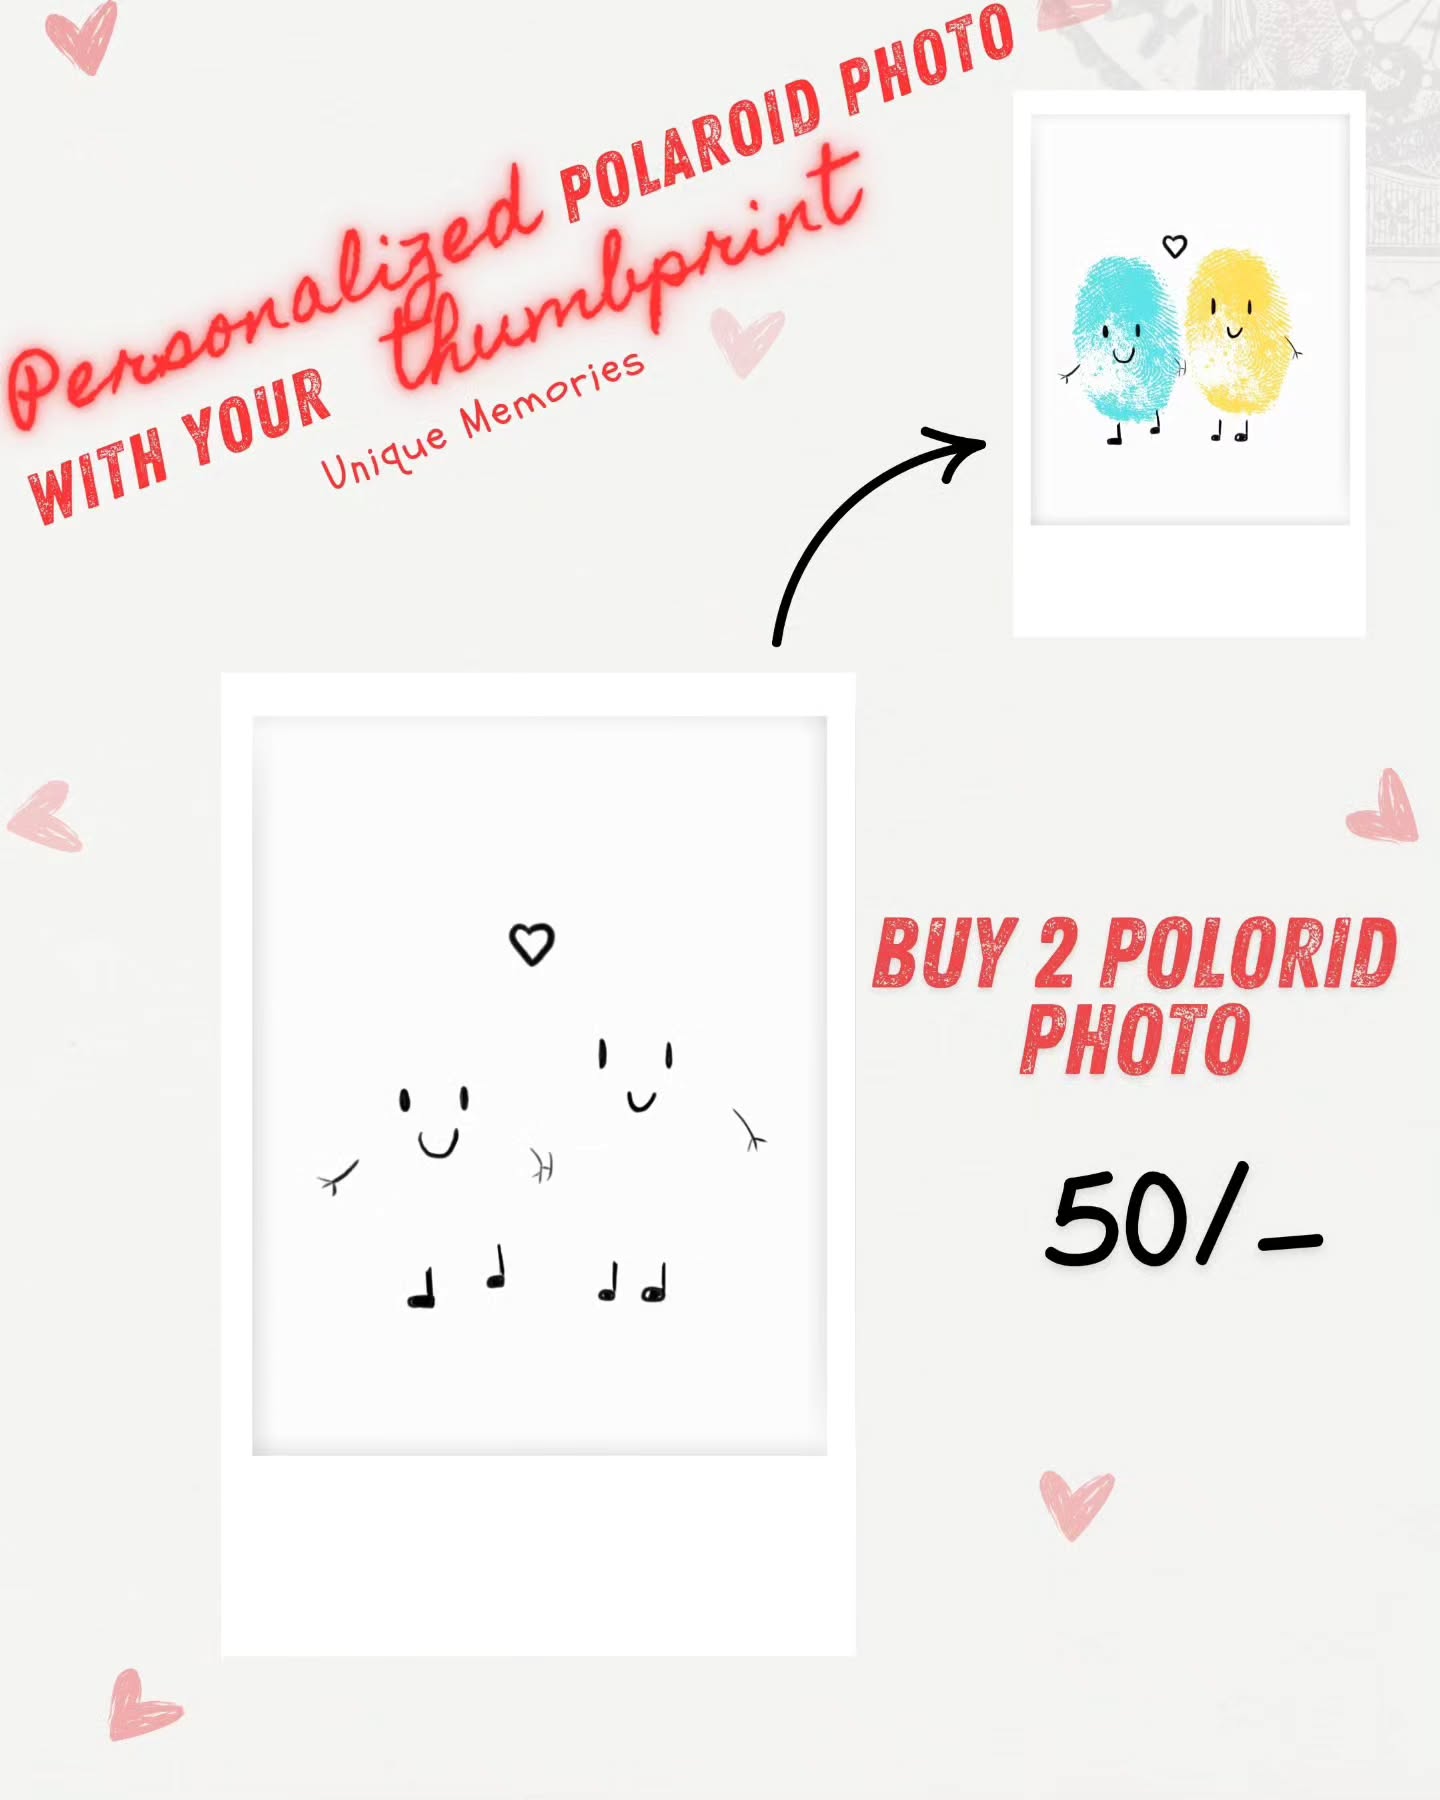 Personalized POLAROID PHOTO
WITH YOUR thumbprint
Unique Memories
BUY 2 POLORID
PHOTO
50/-